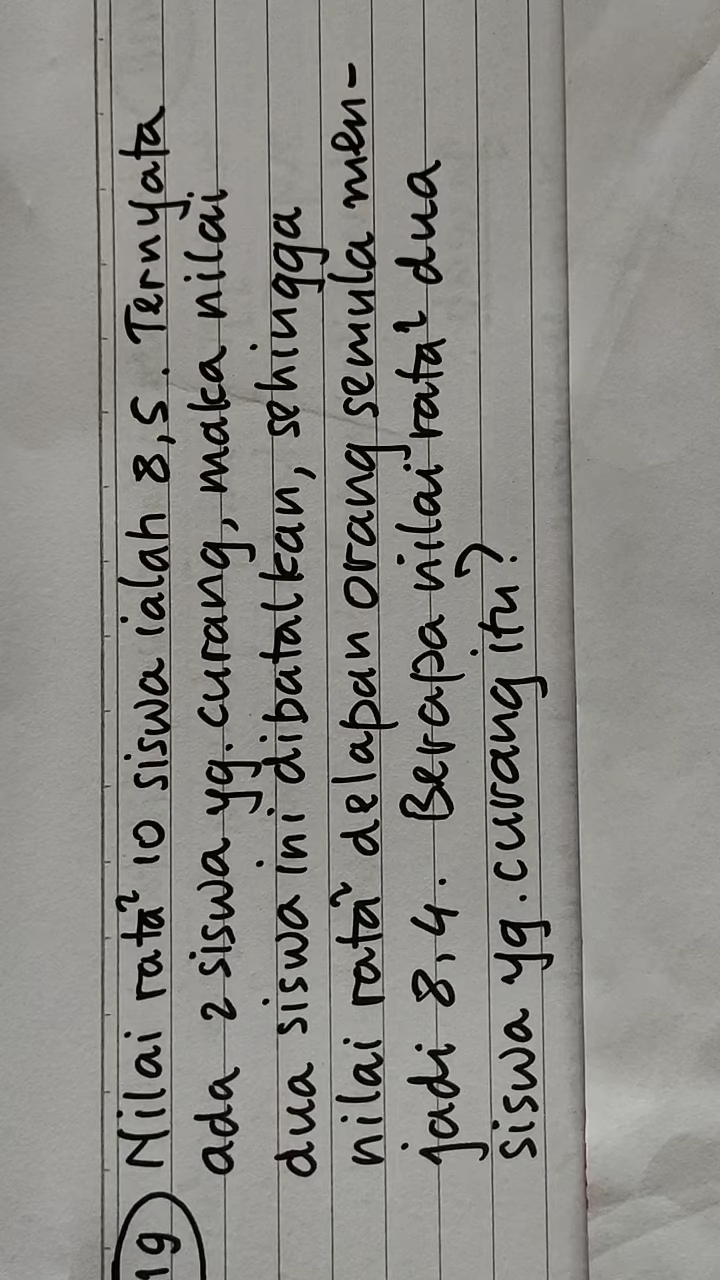 19 Nilai rata² 10 siswa ialah 8,5. Ternyata
ada 2 siswa yg. curang, maka nilai
dua siswa ini dibatalkan, sehingga
nilai rata² delapan orang semula men-
jadi 8,4. Berapa nilai rata² dua
siswa yg. curang itu?